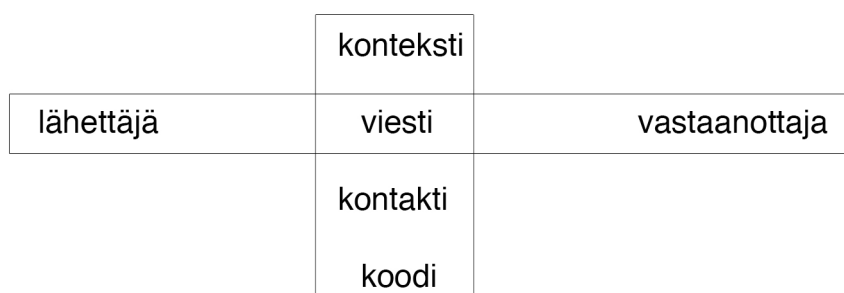 konteksti
lähettäjä viesti vastaanottaja
kontakti
koodi